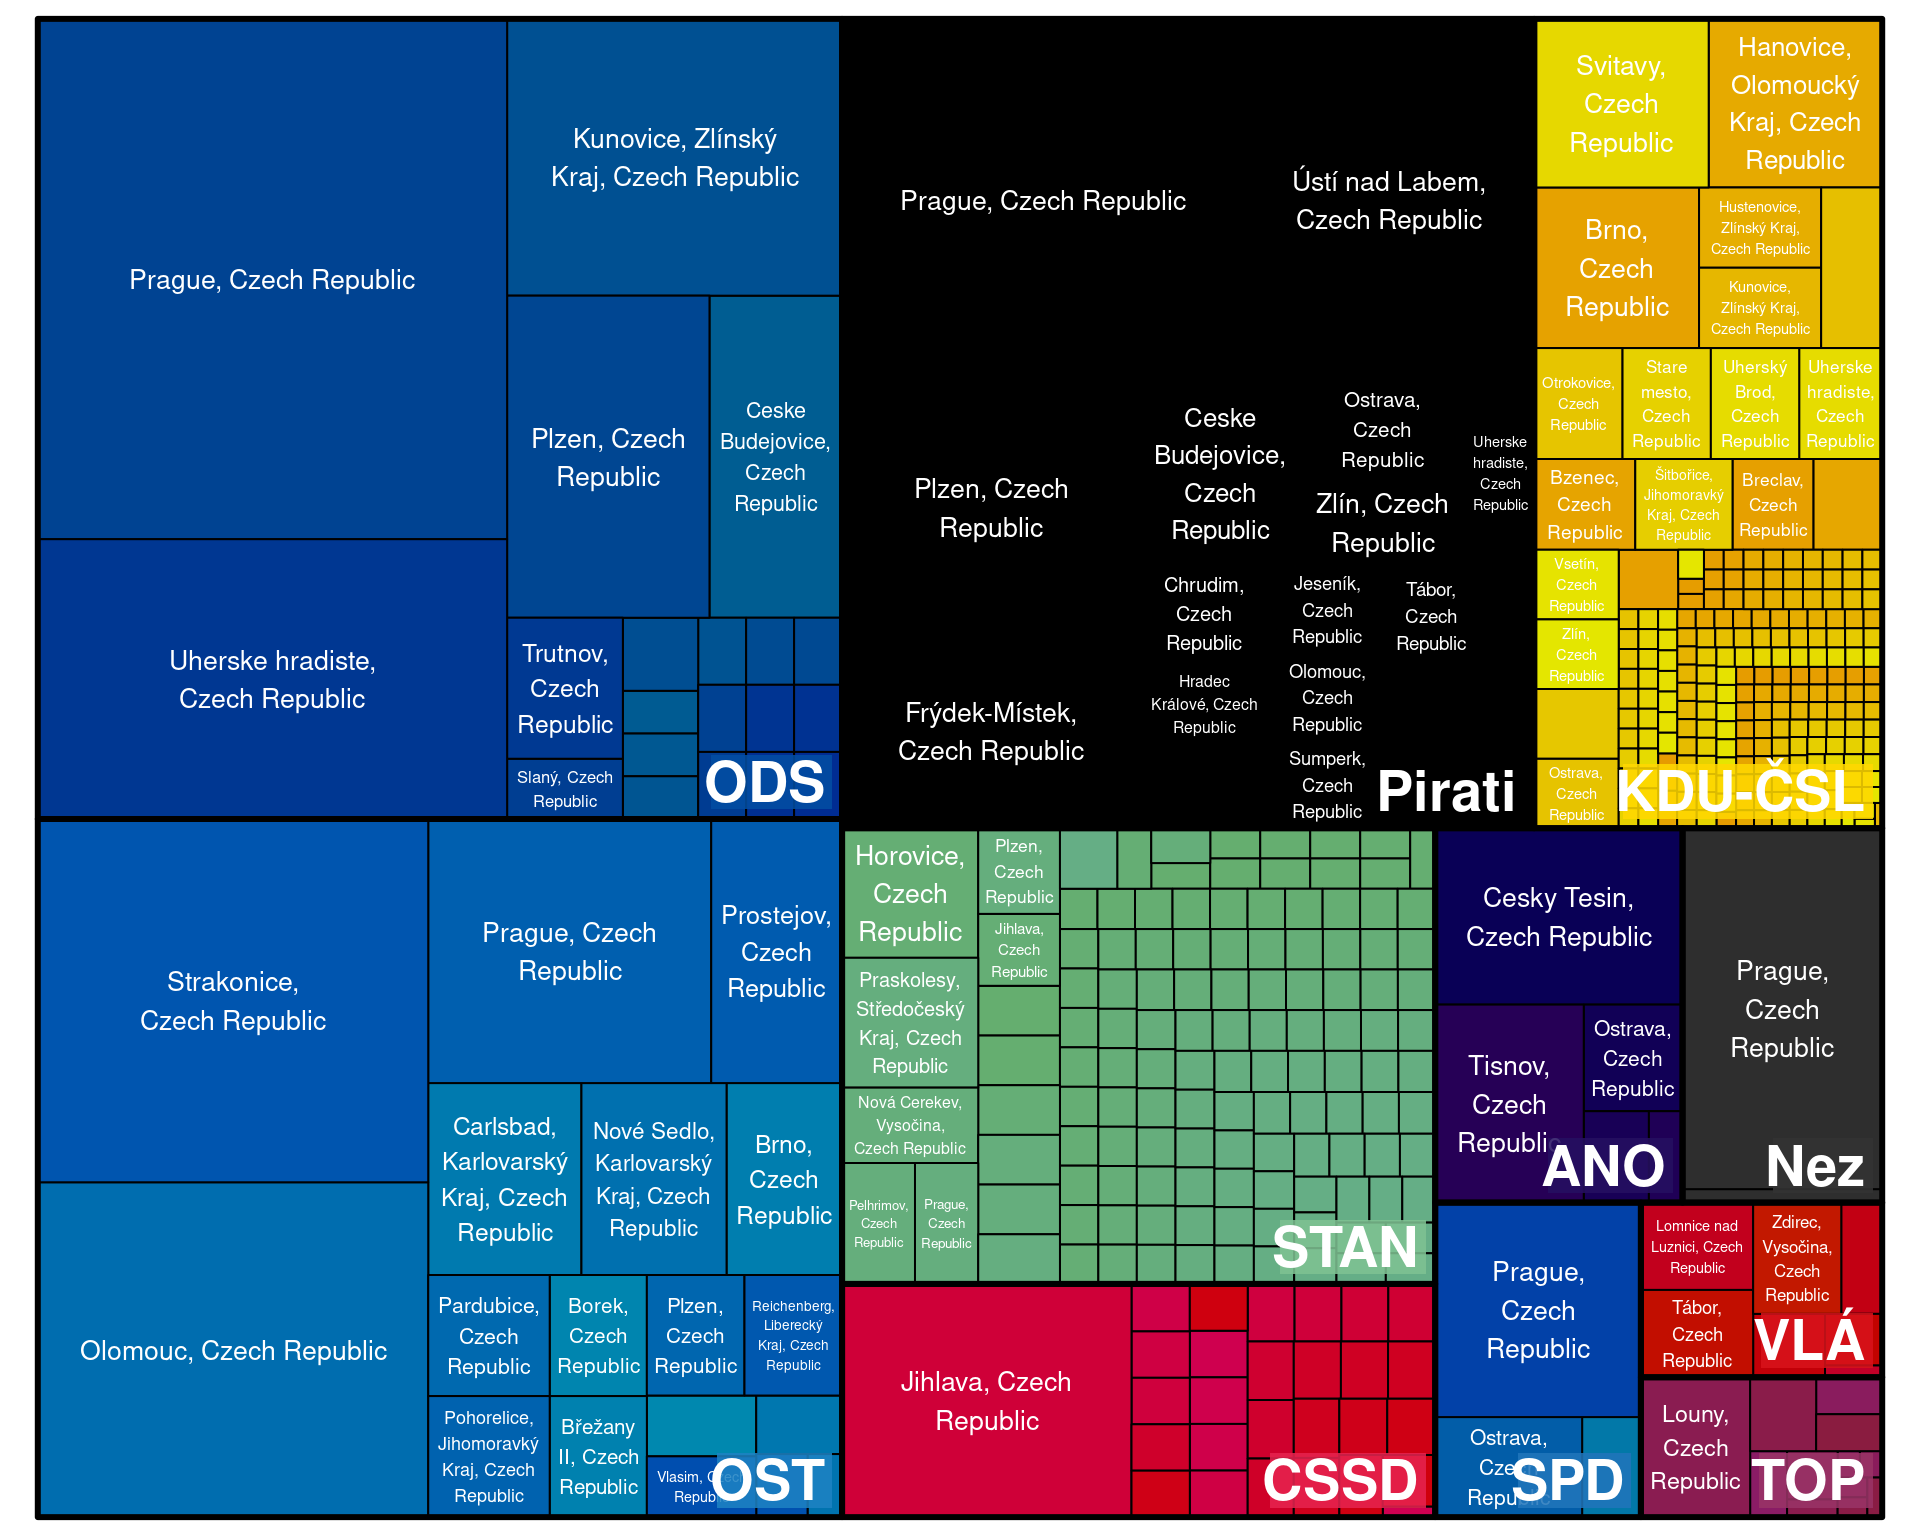 Prague, Czech Republic
Kunovice, Zlínský
Kraj, Czech Republic
Plzen, Czech
Republic
Ceske
Budejovice,
Czech
Republic
Uherske hradiste,
Czech Republic
Trutnov,
Czech
Republic
Slaný, Czech
Republic
ODS
Prague, Czech Republic
Ústí nad Labem,
Czech Republic
Plzen, Czech
Republic
Ceske
Budejovice,
Czech
Republic
Ostrava,
Czech
Republic
Zlín, Czech
Republic
Uherske
hradiste,
Czech
Republic
Frýdek-Místek,
Czech Republic
Chrudim,
Czech
Republic
Hradec
Králové, Czech
Republic
Jeseník,
Czech
Republic
Olomouc,
Czech
Republic
Sumperk,
Czech
Republic
Tábor,
Czech
Republic
Pirati
Svitavy,
Czech
Republic
Hanovice,
Olomoucký
Kraj, Czech
Republic
Brno,
Czech
Republic
Hustenovice,
Zlínský Kraj,
Czech Republic
Kunovice,
Zlínský Kraj,
Czech Republic
Otrokovice,
Czech
Republic
Stare
mesto,
Czech
Republic
Uherský
Brod,
Czech
Republic
Uherske
hradiste,
Czech
Republic
Bzenec,
Czech
Republic
Šitbořice,
Jihomoravký
Kraj, Czech
Republic
Breclav,
Czech
Republic
Vsetín,
Czech
Republic
Zlín,
Czech
Republic
Ostrava,
Czech
Republic
KDU-ČSL
Strakonice,
Czech Republic
Olomouc, Czech Republic
Prague, Czech
Republic
Prostejov,
Czech
Republic
Carlsbad,
Karlovarský
Kraj, Czech
Republic
Nové Sedlo,
Karlovarský
Kraj, Czech
Republic
Brno,
Czech
Republic
Pardubice,
Czech
Republic
Borek,
Czech
Republic
Plzen,
Czech
Republic
Reichenberg,
Liberecký
Kraj, Czech
Republic
Pohorelice,
Jihomoravký
Kraj, Czech
Republic
Břežany
II, Czech
Republic
Vlasim, Czech
Republic
OST
Horovice,
Czech
Republic
Praskolesy,
Středočeský
Kraj, Czech
Republic
Nová Cerekev,
Vysočina,
Czech Republic
Pelhrimov,
Czech
Republic
Prague,
Czech
Republic
Plzen,
Czech
Republic
Jihlava,
Czech
Republic
STAN
Jihlava, Czech
Republic
CSSD
Cesky Tesin,
Czech Republic
Tisnov,
Czech
Republic
Ostrava,
Czech
Republic
ANO
Prague,
Czech
Republic
Nez
Prague,
Czech
Republic
Ostrava,
Czech
Republic
SPD
Lomnice nad
Luznici, Czech
Republic
Tábor,
Czech
Republic
Zdirec,
Vysočina,
Czech
Republic
VLÁ
Louny,
Czech
Republic
TOP